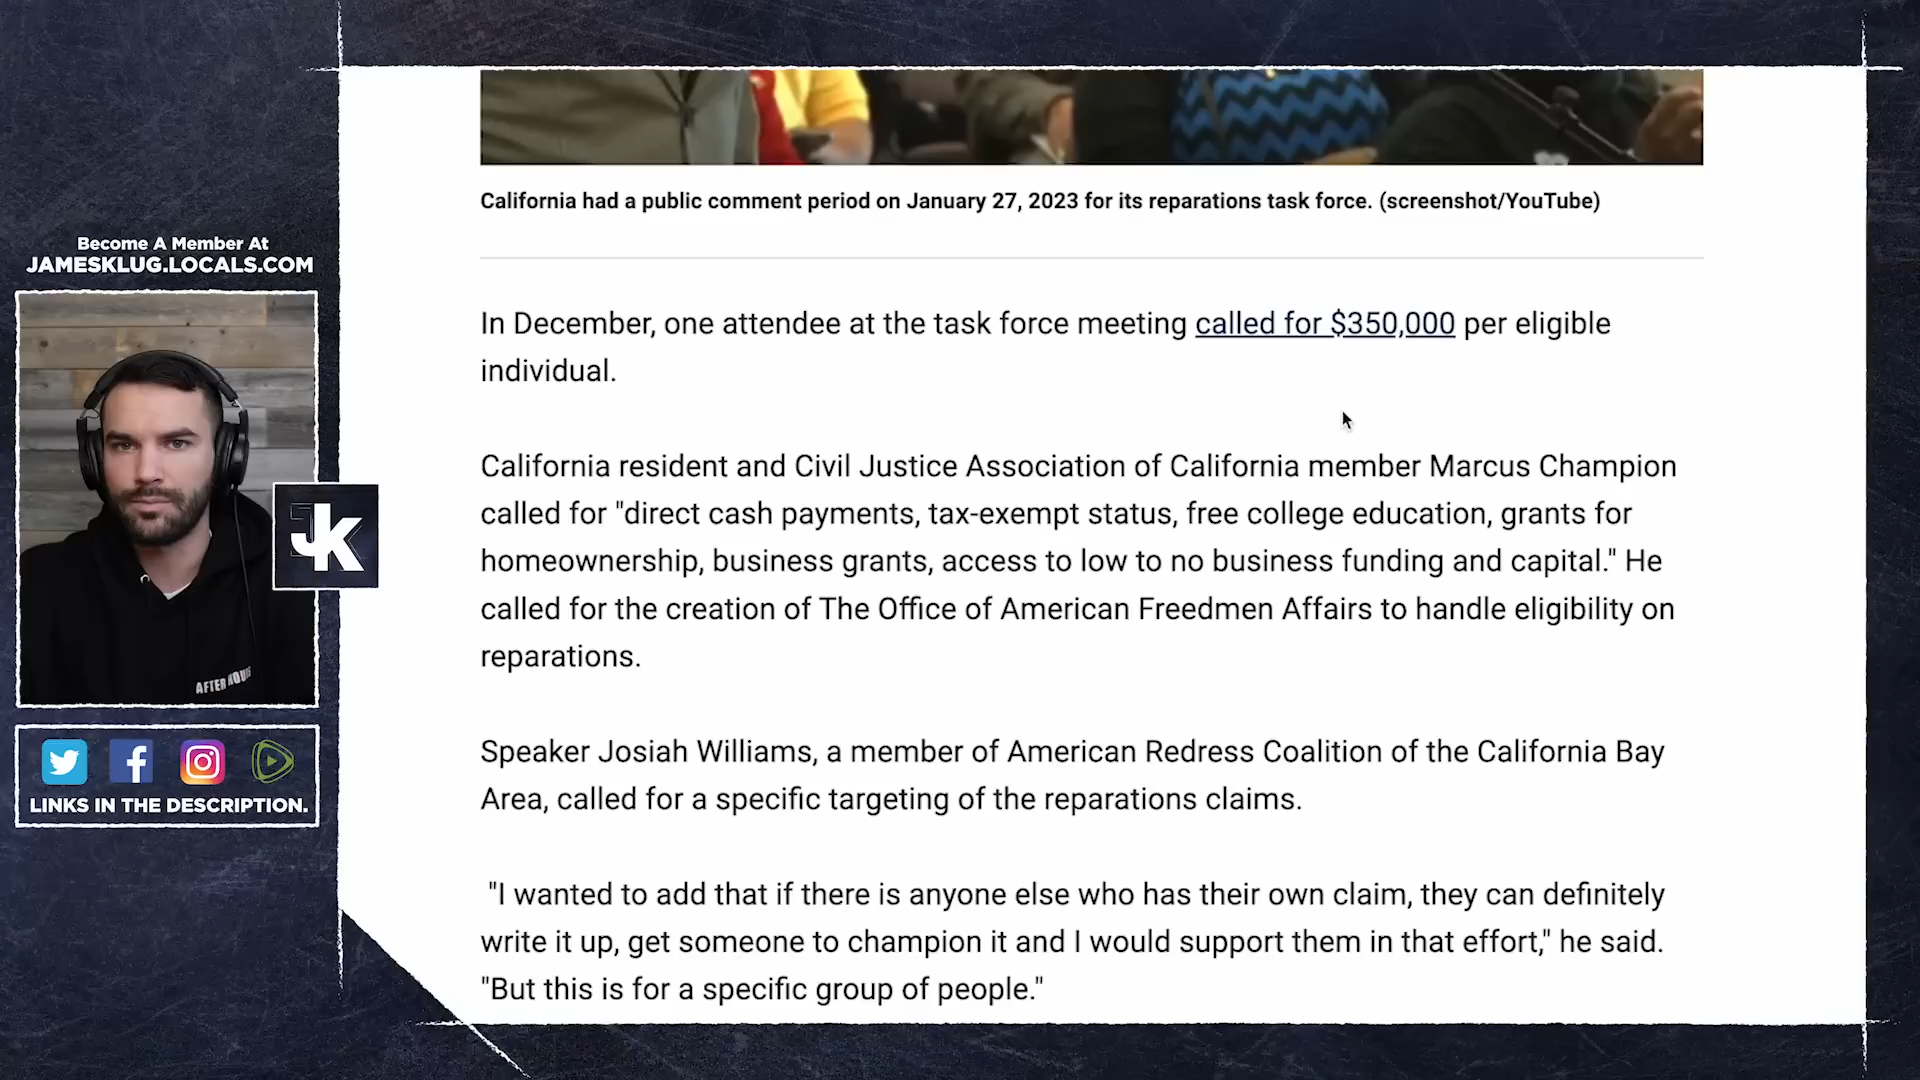 Become A Member At
JAMESKLUG.LOCALS.COM
JK
AFTER HOURS
LINKS IN THE DESCRIPTION.
California had a public comment period on January 27, 2023 for its reparations task force. (screenshot/YouTube)
In December, one attendee at the task force meeting called for $350,000 per eligible
individual.
California resident and Civil Justice Association of California member Marcus Champion
called for "direct cash payments, tax-exempt status, free college education, grants for
homeownership, business grants, access to low to no business funding and capital." He
called for the creation of The Office of American Freedmen Affairs to handle eligibility on
reparations.
Speaker Josiah Williams, a member of American Redress Coalition of the California Bay
Area, called for a specific targeting of the reparations claims.
"I wanted to add that if there is anyone else who has their own claim, they can definitely
write it up, get someone to champion it and I would support them in that effort," he said.
"But this is for a specific group of people."